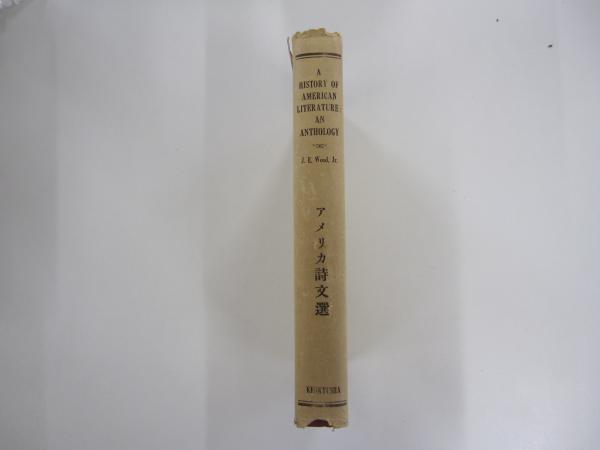 A
HISTORY OF
AMERICAN
LITERATURE:
AN
ANTHOLOGY
J. E. Wood, Jr.
アメリカ詩文選
KENKYUSHA